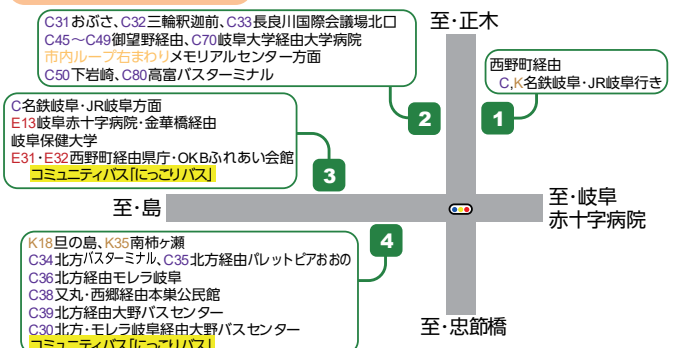 C31おぶさ、C32三輪釈迦前、C33長良川国際会議場北口
C45～C49御望野経由、C70岐阜大学経由大学病院
市内ループ右まわりメモリアルセンター方面
C50下岩崎、C80高富バスターミナル
至・正木
西野町経由
C,K名鉄岐阜・JR岐阜行き
2
1
C名鉄岐阜・JR岐阜方面
E13岐阜赤十字病院・金華橋経由
岐阜保健大学
E31・E32西野町経由県庁・OKBふれあい会館
コミュニティバス「にっこりバス」
3
至・島
至・岐阜
赤十字病院
4
K18旦の島、K35南柿ヶ瀬
C34北方バスターミナル、C35北方経由パレットピアおおの
C36北方経由モレラ岐阜
C38又丸・西郷経由本巣公民館
C39北方経由大野バスセンター
C30北方・モレラ岐阜経由大野バスセンター
コミュニティバス「にっこりバス」
至・忠節橋